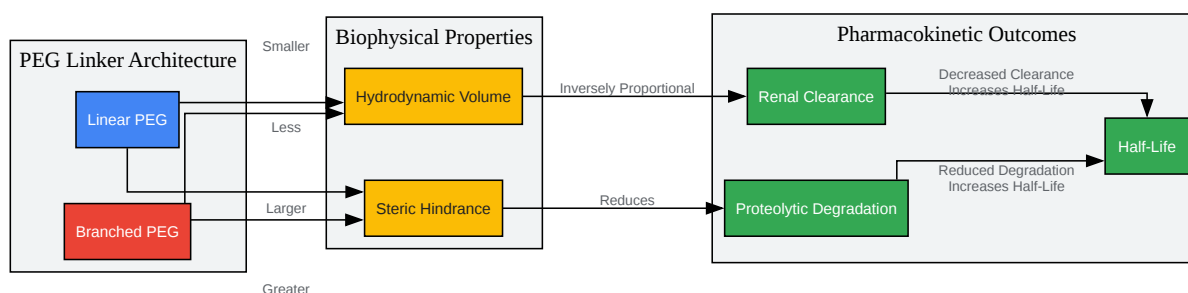 PEG Linker Architecture
Linear PEG
Branched PEG
Smaller
Less
Larger
Greater
Biophysical Properties
Hydrodynamic Volume
Steric Hindrance
Inversely Proportional
Reduces
Pharmacokinetic Outcomes
Renal Clearance
Proteolytic Degradation
Decreased Clearance
Increases Half-Life
Reduced Degradation
Increases Half-Life
Half-Life